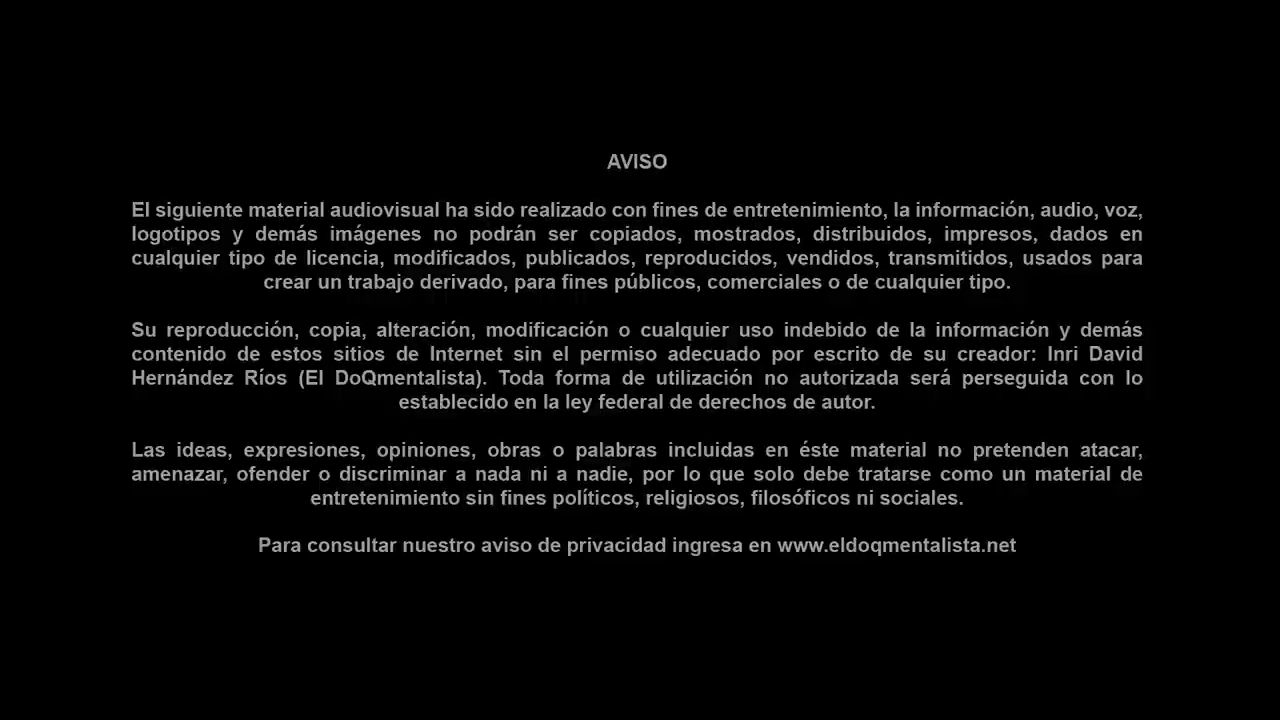 AVISO
El siguiente material audiovisual ha sido realizado con fines de entretenimiento, la información, audio, voz,
logotipos y demás imágenes no podrán ser copiados, mostrados, distribuidos, impresos, dados en
cualquier tipo de licencia, modificados, publicados, reproducidos, vendidos, transmitidos, usados para
crear un trabajo derivado, para fines públicos, comerciales o de cualquier tipo.
Su reproducción, copia, alteración, modificación o cualquier uso indebido de la información y demás
contenido de estos sitios de Internet sin el permiso adecuado por escrito de su creador: Inri David
Hernández Ríos (El DoQmentalista). Toda forma de utilización no autorizada será perseguida con lo
establecido en la ley federal de derechos de autor.
Las ideas, expresiones, opiniones, obras o palabras incluidas en éste material no pretenden atacar,
amenazar, ofender o discriminar a nada ni a nadie, por lo que solo debe tratarse como un material de
entretenimiento sin fines políticos, religiosos, filosóficos ni sociales.
Para consultar nuestro aviso de privacidad ingresa en www.eldoqmentalista.net